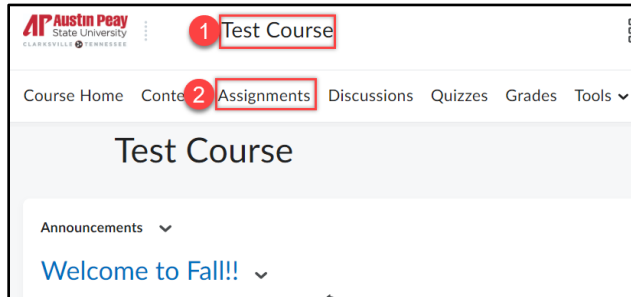 Austin Peay
State University
CLARKSVILLE TENNESSEE
1 Test Course
Course Home Conte 2 Assignments Discussions Quizzes Grades Tools
Test Course
Announcements
Welcome to Fall!!